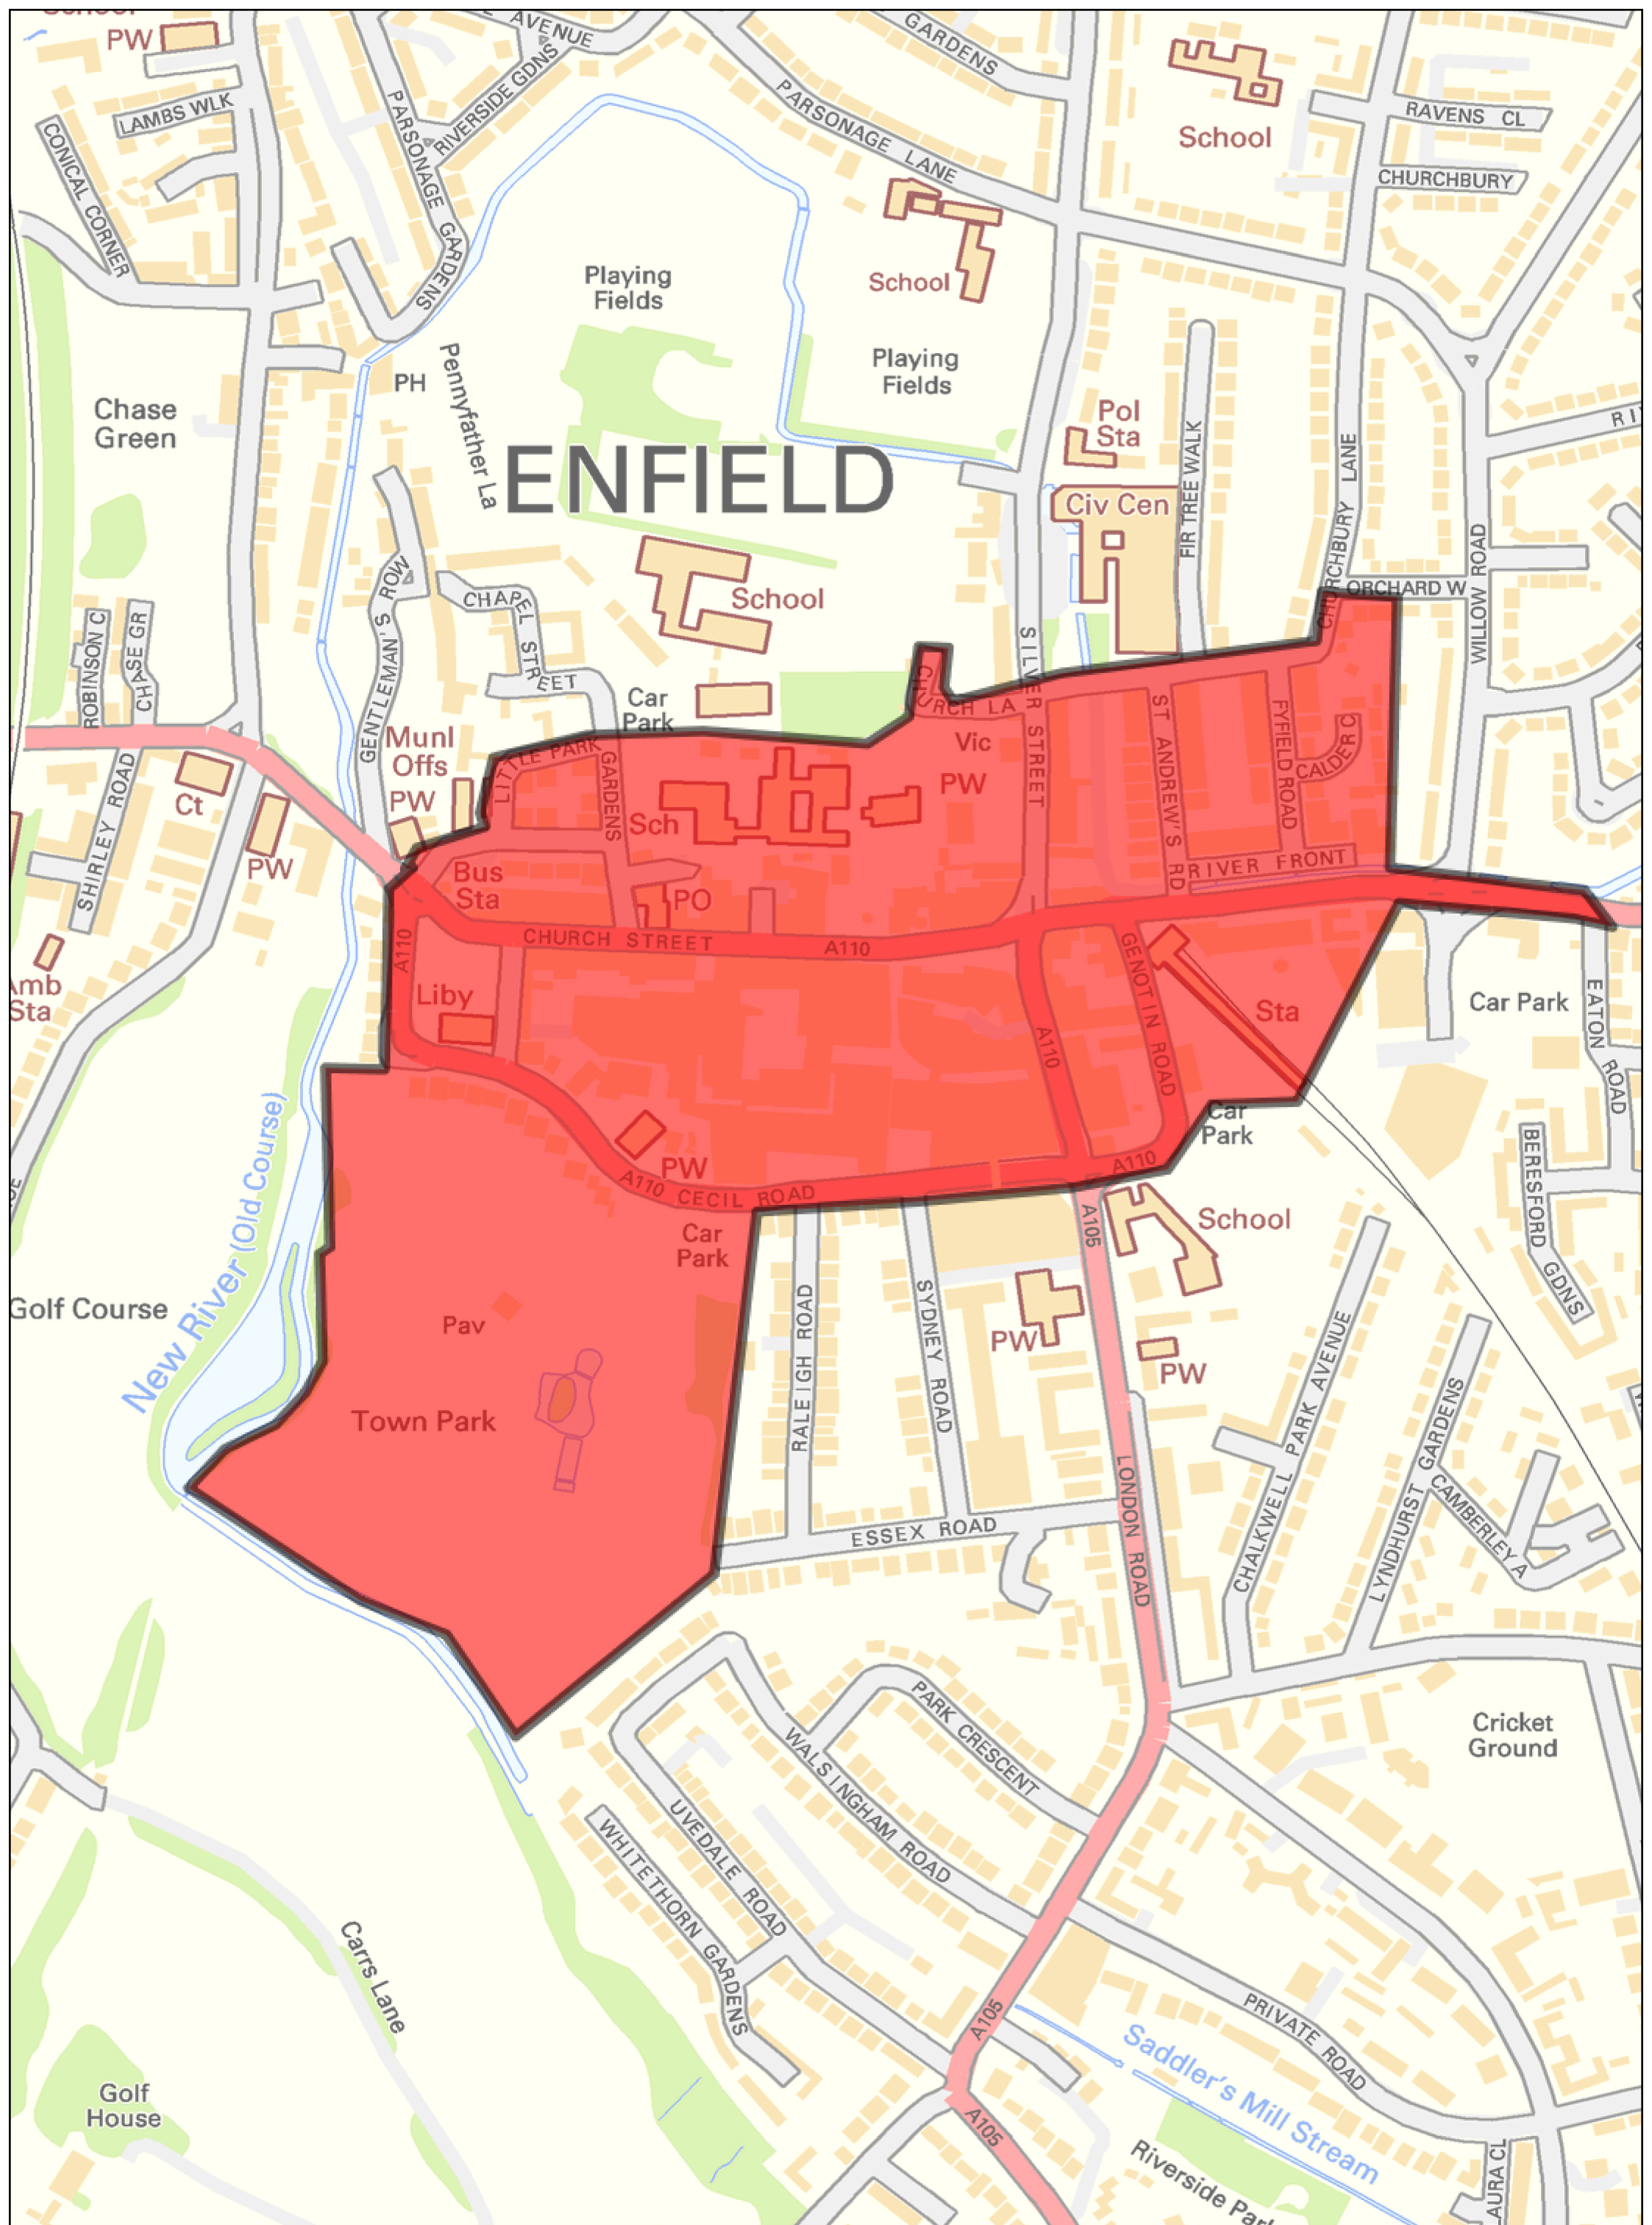 AVENUE
GARDENS
PW
LAMBS WLK
CONICAL CORNER
PARSONAGE GARDENS
RIVERSIDE GDNS
PARSONAGE LANE
School
RAVENS CL
CHURCHBURY
School
Playing
Fields
Playing
Fields
PH
Pennyfather La
Chase
Green
Pol
Sta
Civ Cen
FIR TREE WALK
CHURCHBURY LANE
ORCHARD W
WILLOW ROAD
ENFIELD
School
CHAPEL STREET
GENTLEMAN'S ROW
ROBINSON C
CHASE GR
Car
Park
CHURCH LA
SILVER STREET
Munl
Offs
PW
LITTLE PARK GARDENS
Vic
PW
Sch
ST ANDREW'S RD
FYFIELD ROAD
CALDER C
RIVER FRONT
Ct
PW
SHIRLEY ROAD
Bus
Sta
PO
CHURCH STREET
A110
A110
Liby
A110
GENOTIN ROAD
Sta
Car Park
EATON ROAD
Amb
Sta
PW
A110
CECIL ROAD
A110
Car
Park
BERESFORD GDNS
New River (Old Course)
Golf Course
Car
Park
Pav
Town Park
RALEIGH ROAD
SYDNEY ROAD
A105
School
PW
PW
LONDON ROAD
ESSEX ROAD
CHALKWELL PARK AVENUE
LYNDHURST GARDENS
CAMBERLEY A
Cricket
Ground
PARK CRESCENT
WALSINGHAM ROAD
UVEDALE ROAD
WHITETHORN GARDENS
Carrs Lane
Golf
House
A105
PRIVATE ROAD
Saddler's Mill Stream
A105
Riverside Park
LAURA CL